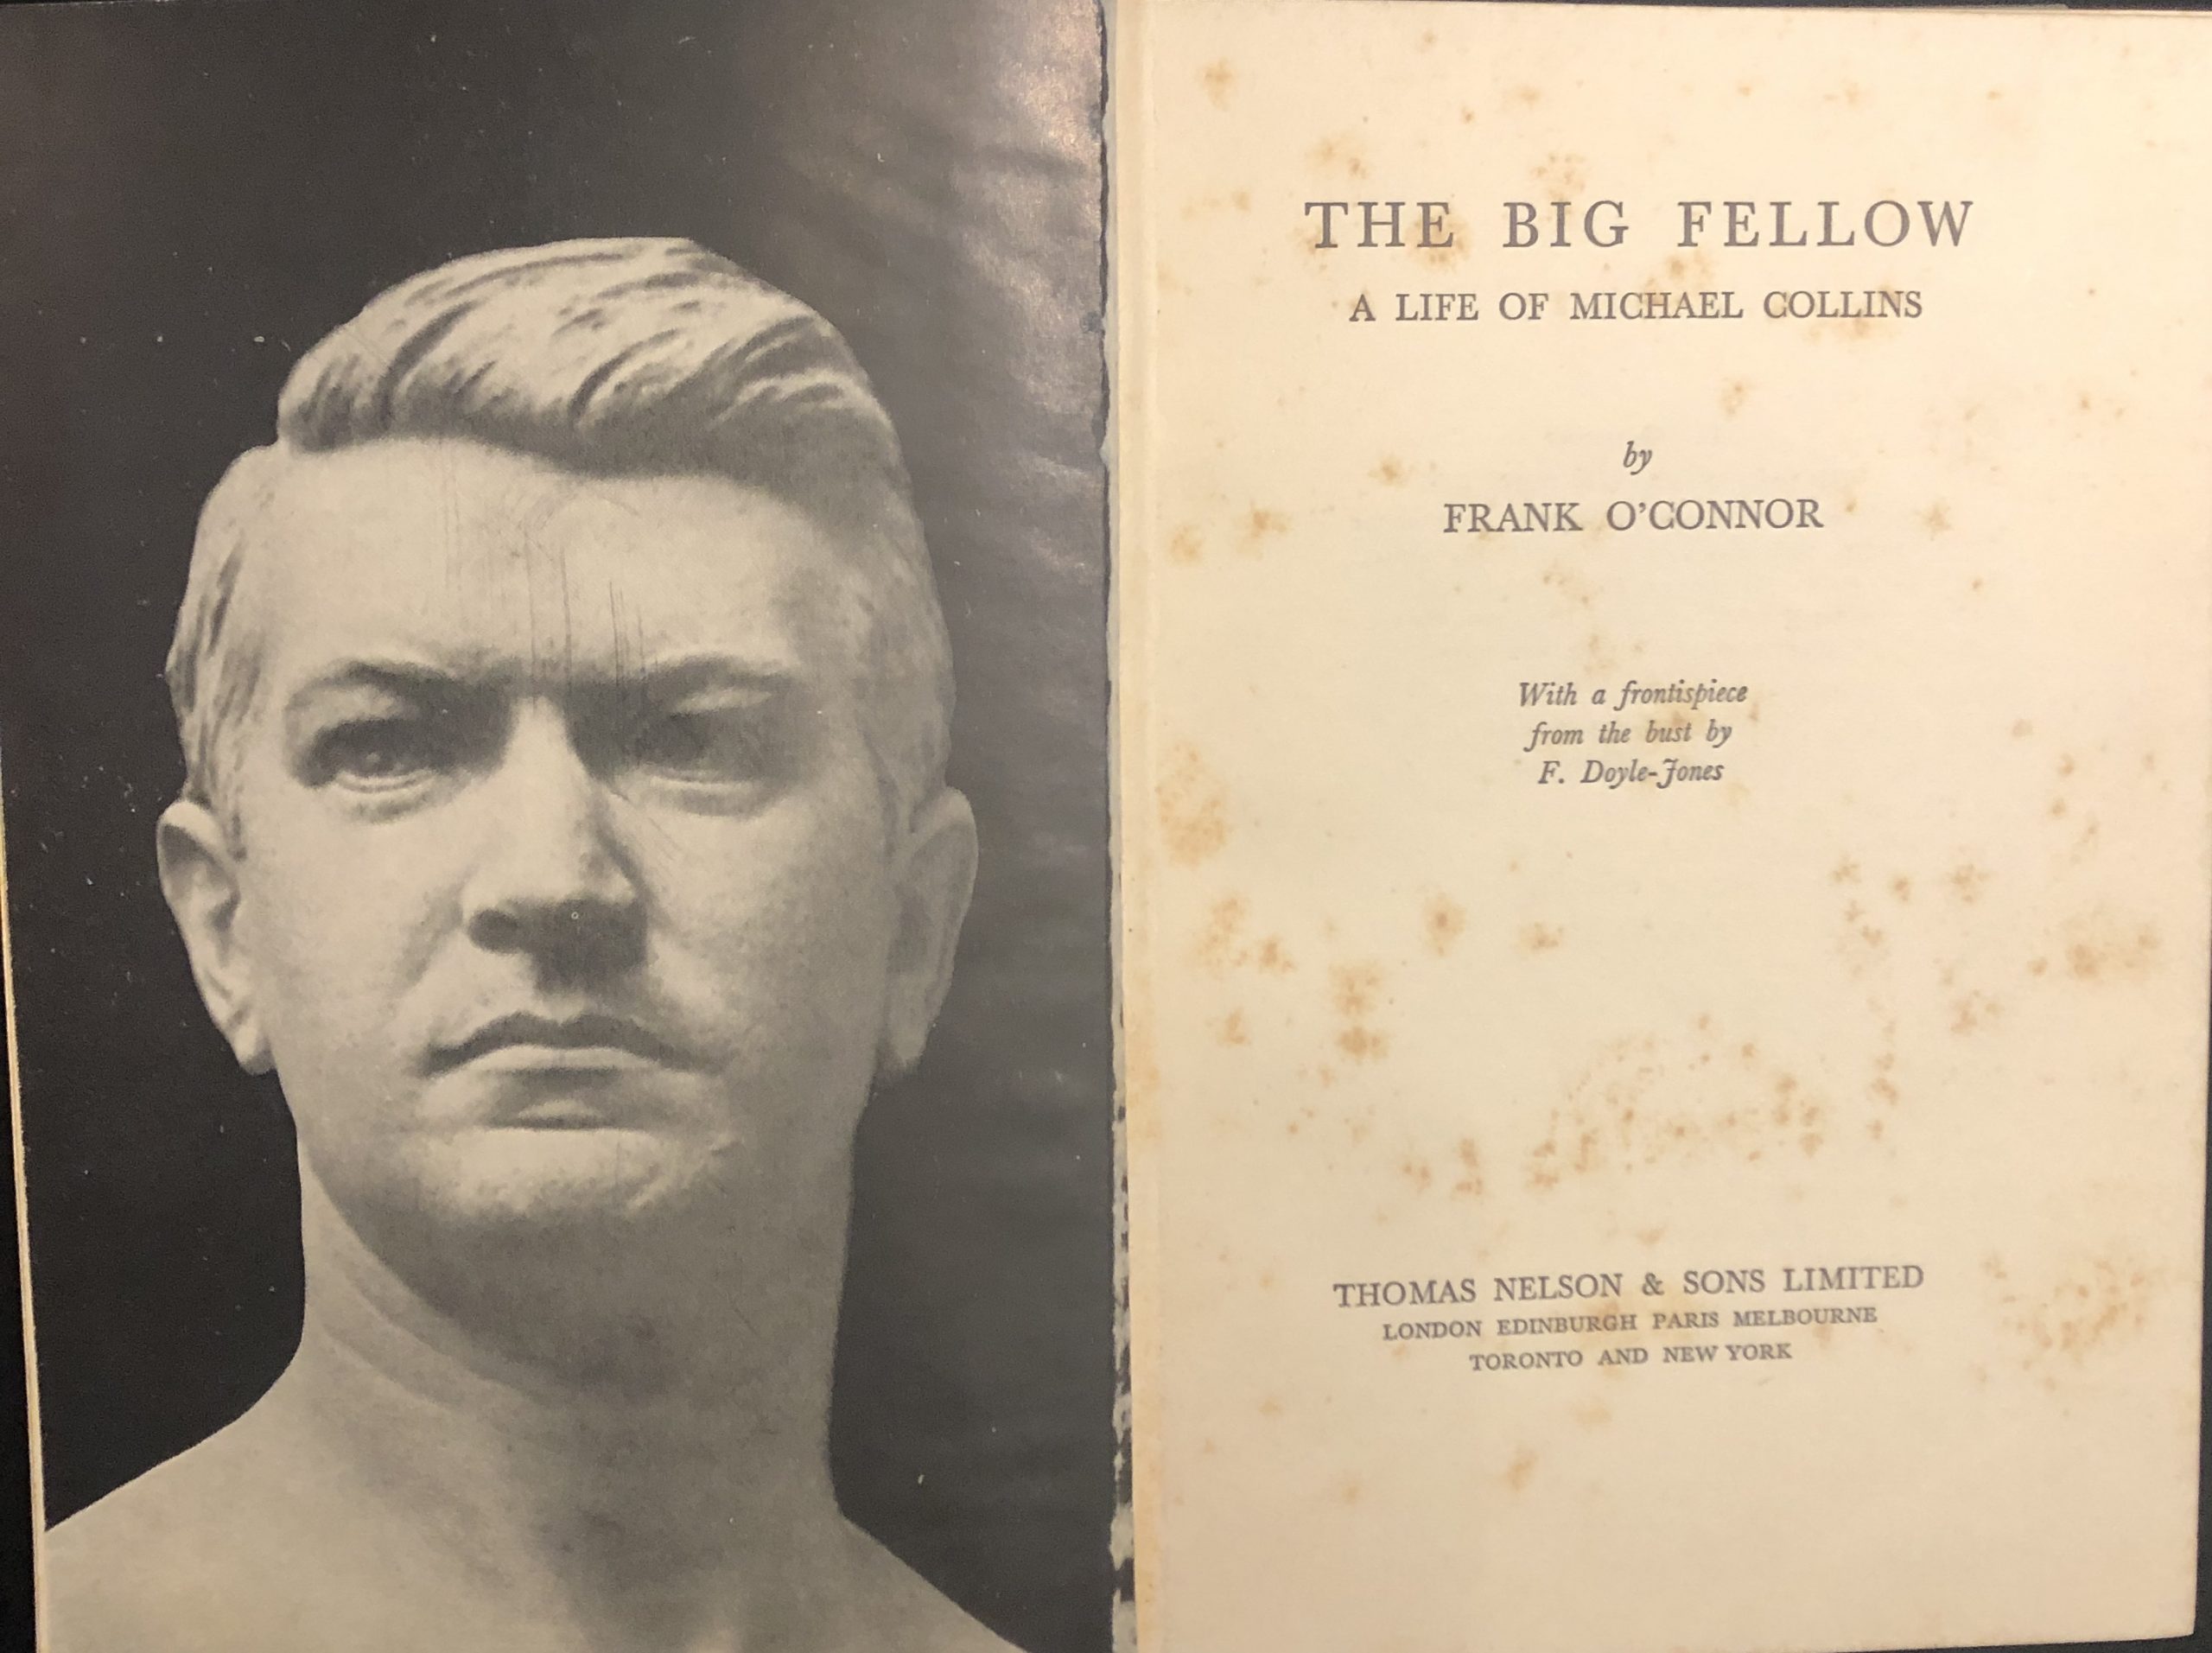 THE BIG FELLOW
A LIFE OF MICHAEL COLLINS
by
FRANK O'CONNOR
With a frontispiece
from the bust by
F. Doyle-Jones
THOMAS NELSON & SONS LIMITED
LONDON EDINBURGH PARIS MELBOURNE
TORONTO AND NEW YORK